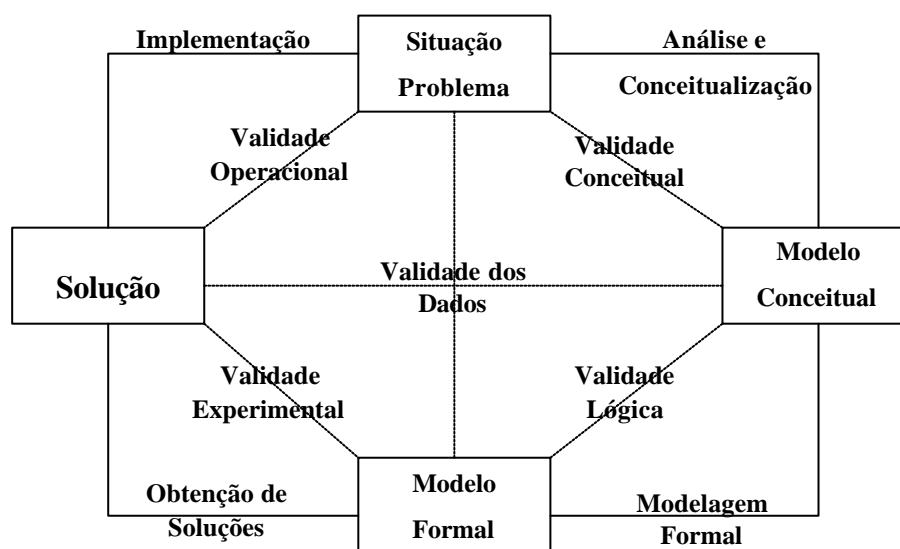 Implementação
Situação
Problema
Análise e
Conceitualização
Validade
Operacional
Validade
Conceitual
Solução
Validade dos
Dados
Modelo
Conceitual
Validade
Experimental
Validade
Lógica
Obtenção de
Soluções
Modelo
Formal
Modelagem
Formal